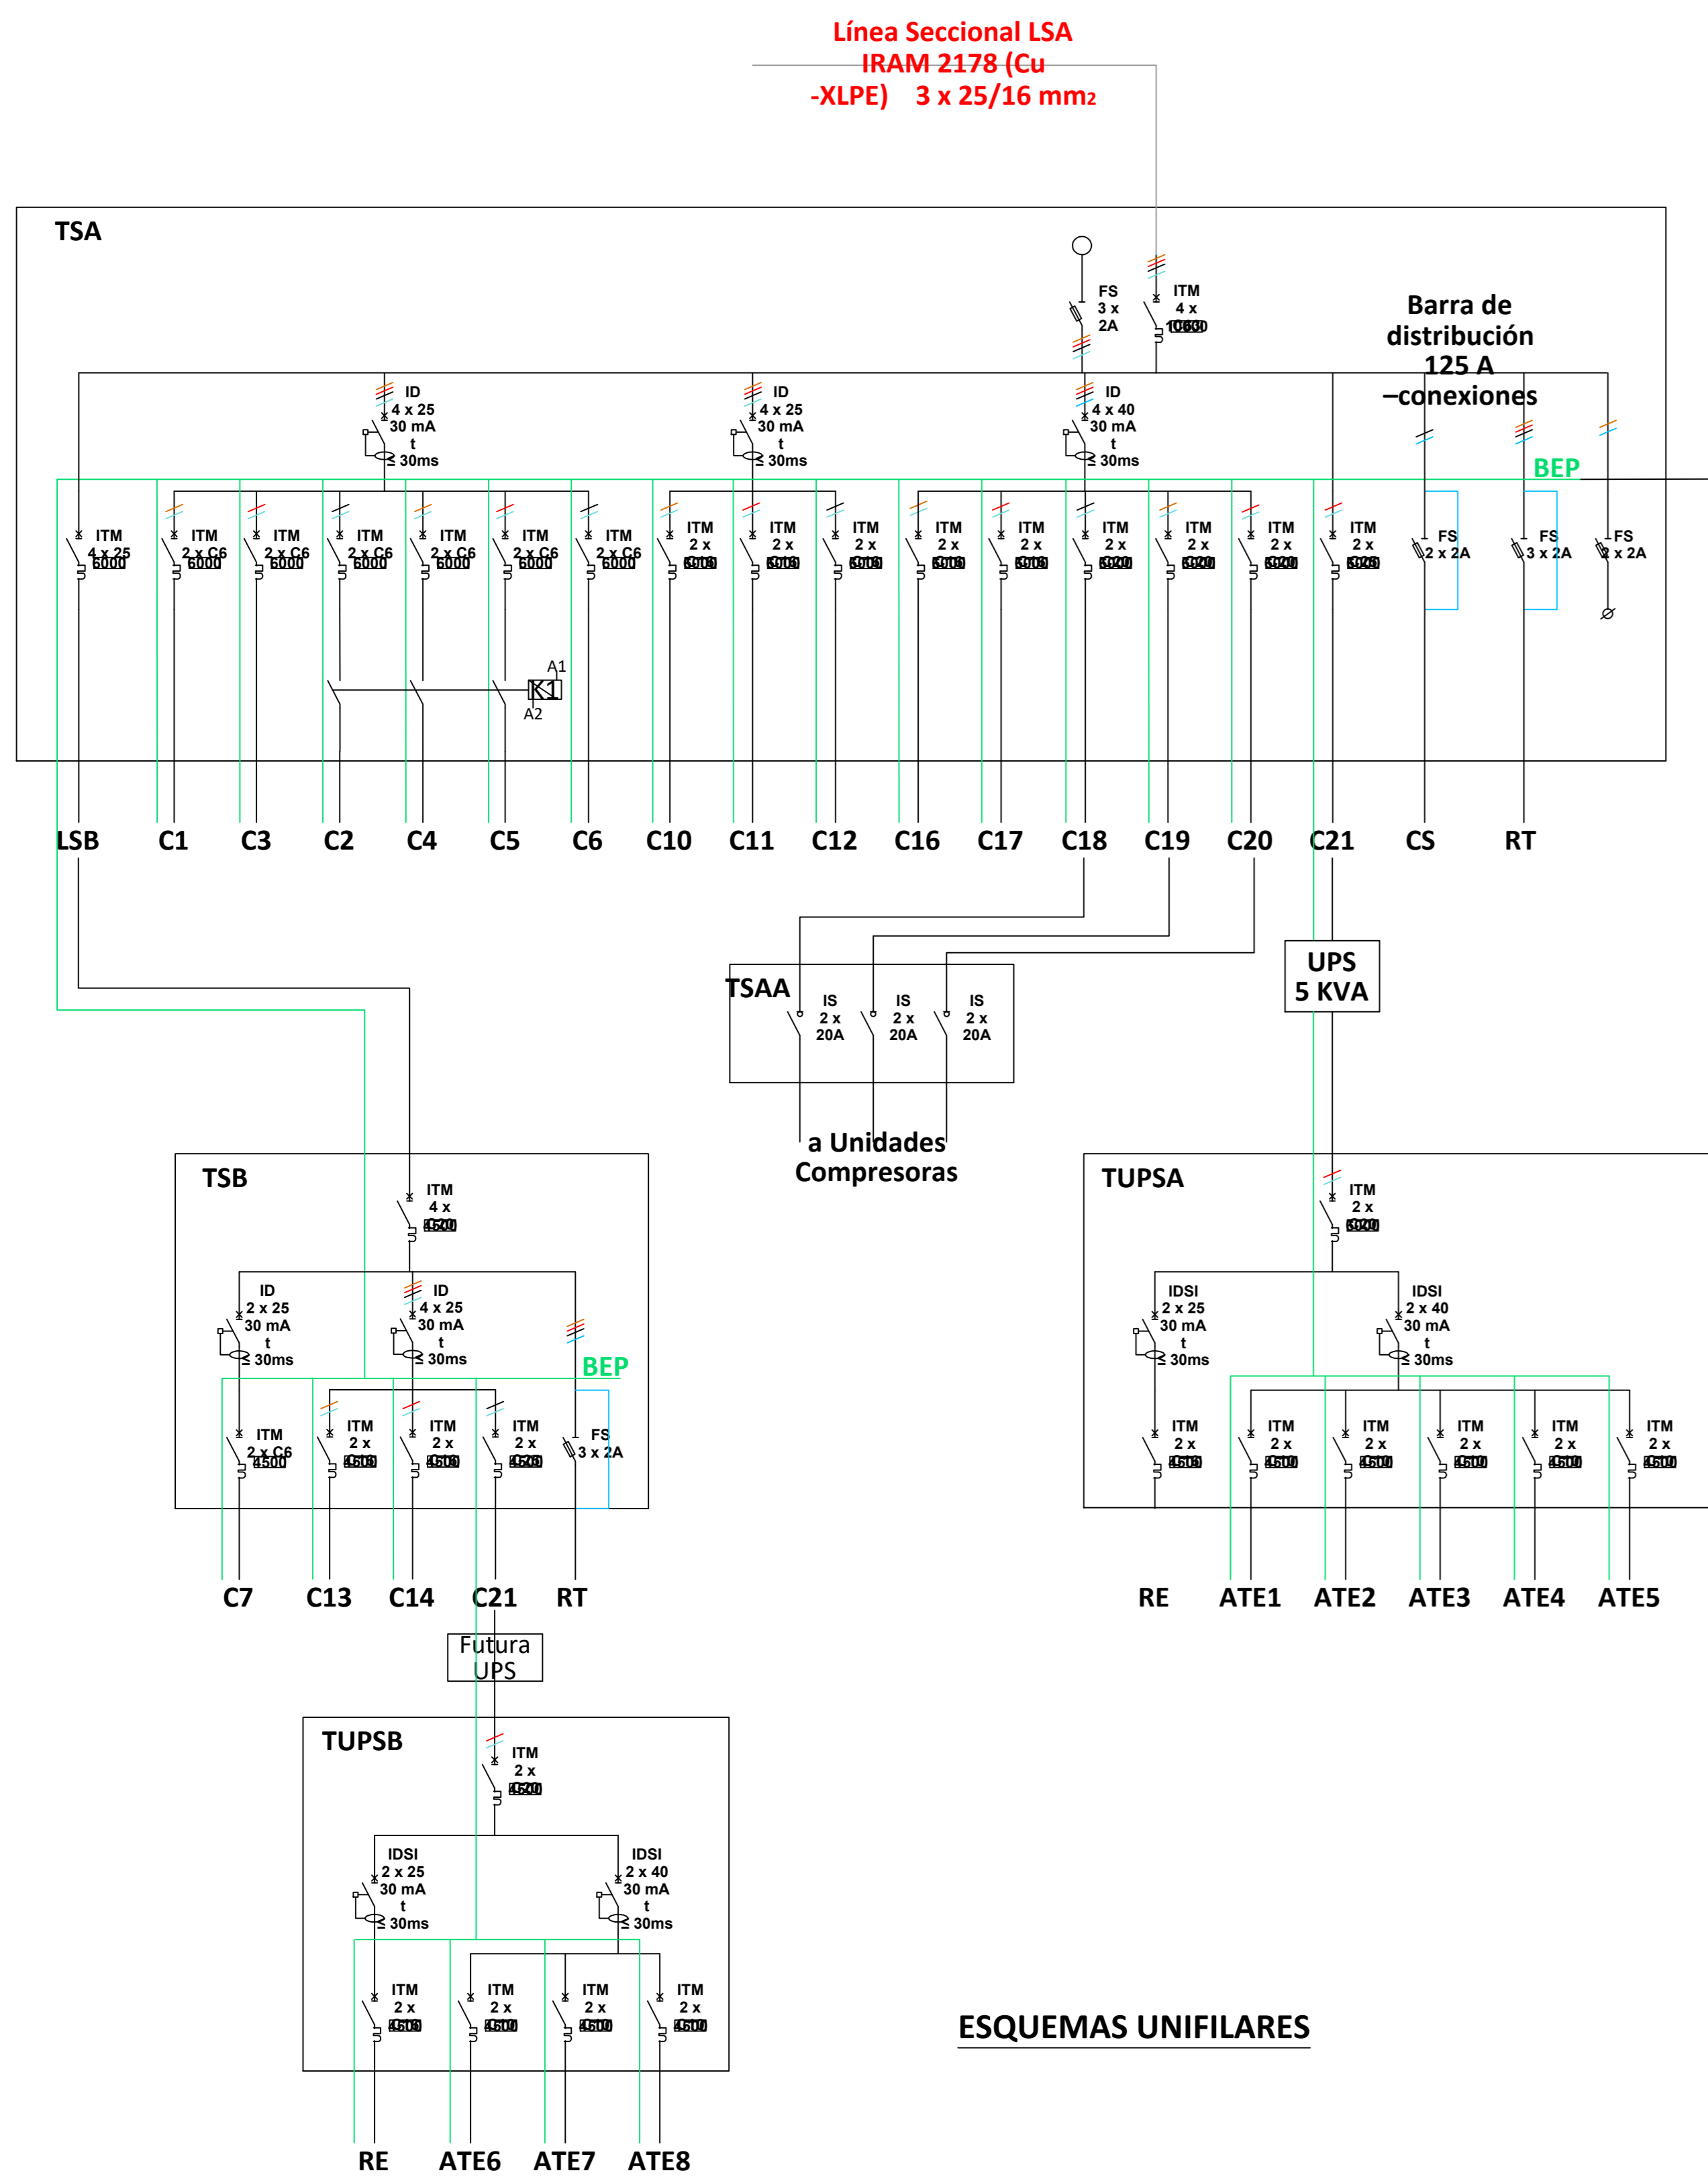 Línea Seccional LSA
IRAM 2178 (Cu
-XLPE) 3 x 25/16 mm2
TSA
FS
3 x
2A
ITM
4 x
Barra de
distribución
125 A
–conexiones
ID
4 x 25
30 mA
t
≤ 30ms
ID
4 x 25
30 mA
t
≤ 30ms
ID
4 x 40
30 mA
t
≤ 30ms
BEP
ITM
4 x 25
6000
ITM
2 x C6
6000
ITM
2 x C6
6000
ITM
2 x C6
6000
ITM
2 x C6
6000
ITM
2 x C6
6000
ITM
2 x C6
6000
ITM
2 x
ITM
2 x
ITM
2 x
ITM
2 x
ITM
2 x
ITM
2 x
ITM
2 x
ITM
2 x
ITM
2 x
FS
2 x 2A
FS
3 x 2A
FS
2 x 2A
A1
K1
A2
LSB C1 C3 C2 C4 C5 C6 C10 C11 C12 C16 C17 C18 C19 C20 C21 CS RT
UPS
5 KVA
TSAA
IS
2 x
20A
IS
2 x
20A
IS
2 x
20A
a Unidades
Compresoras
TSB
ITM
4 x
ID
2 x 25
30 mA
t
≤ 30ms
ID
4 x 25
30 mA
t
≤ 30ms
BEP
ITM
2 x C6
4500
ITM
2 x
ITM
2 x
ITM
2 x
FS
3 x 2A
C7 C13 C14 C21 RT
TUPSA
ITM
2 x
IDSI
2 x 25
30 mA
t
≤ 30ms
IDSI
2 x 40
30 mA
t
≤ 30ms
ITM
2 x
ITM
2 x
ITM
2 x
ITM
2 x
ITM
2 x
ITM
2 x
RE ATE1 ATE2 ATE3 ATE4 ATE5
Futura
UPS
TUPSB
ITM
2 x
IDSI
2 x 25
30 mA
t
≤ 30ms
IDSI
2 x 40
30 mA
t
≤ 30ms
ITM
2 x
ITM
2 x
ITM
2 x
ITM
2 x
RE ATE6 ATE7 ATE8
ESQUEMAS UNIFILARES